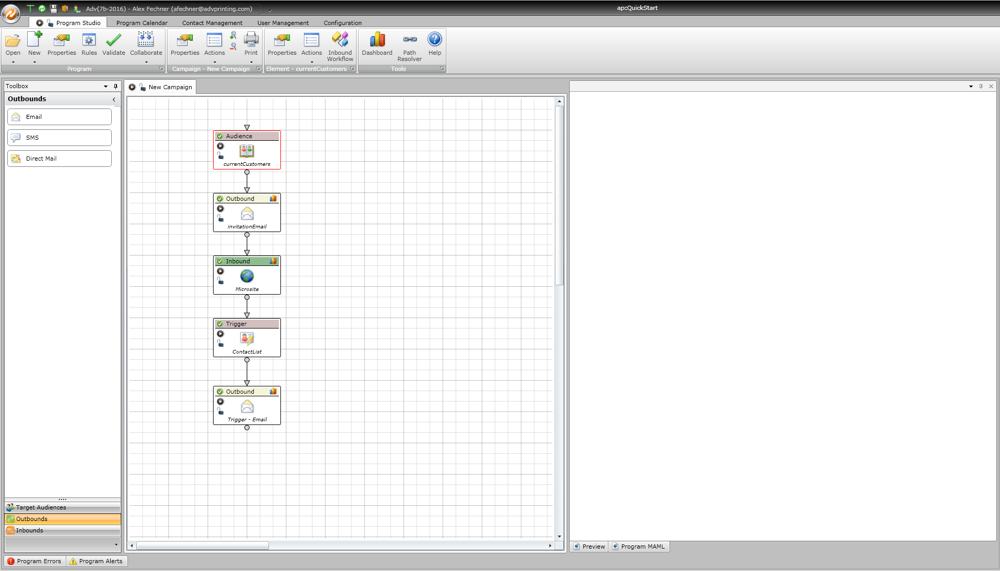 Adv(7b-2016) - Alex Fechner (afechner@advprinting.com)
apcQuickStart
Program Studio
Program Calendar
Contact Management
User Management
Configuration
Open
New
Properties
Rules
Validate
Collaborate
Properties
Actions
Print
Properties
Actions
Inbound
Workflow
Dashboard
Path
Resolver
Help
Program
Campaign - New Campaign
Element - currentCustomers
Tools
Toolbox
New Campaign
Outbounds
Email
SMS
Direct Mail
Audience
currentCustomers
Outbound
invitationEmail
Inbound
Microsite
Trigger
ContactList
Outbound
Trigger - Email
Target Audiences
Outbounds
Inbounds
Preview
Program MAML
Program Errors
Program Alerts